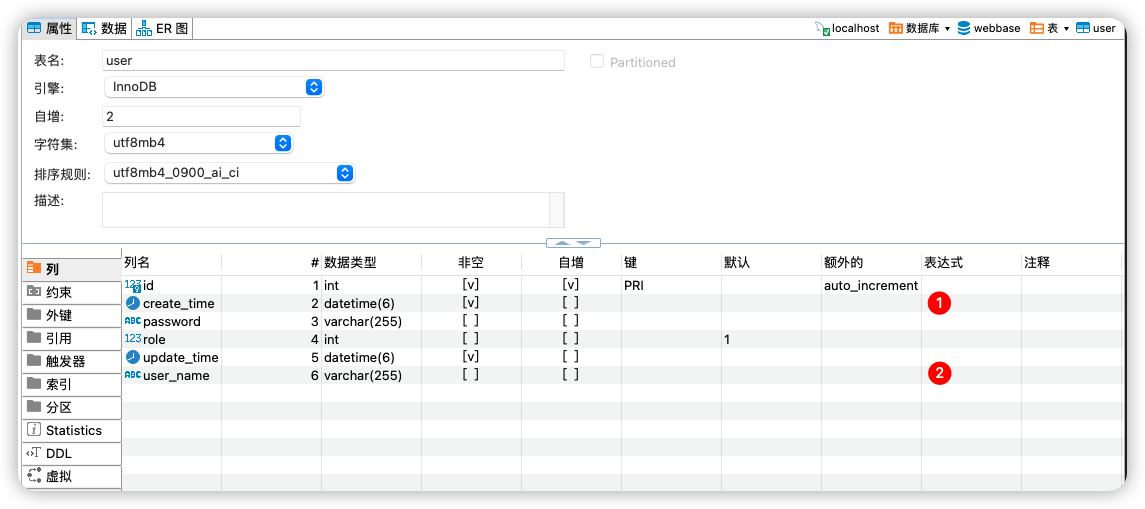 属性 数据 ER 图 localhost 数据库 webbase 表 user
表名: user Partitioned
引擎: InnoDB
自增: 2
字符集: utf8mb4
排序规则: utf8mb4_0900_ai_ci
描述:
列 约束 外键 引用 触发器 索引 分区 Statistics DDL 虚拟
列名 # 数据类型 非空 自增 键 默认 额外的 表达式 注释
123 id 1 int [v] [v] PRI auto_increment
create_time 2 datetime(6) [v] [ ] 1
ABC password 3 varchar(255) [ ] [ ]
123 role 4 int [ ] [ ] 1
update_time 5 datetime(6) [v] [ ]
ABC user_name 6 varchar(255) [ ] [ ] 2